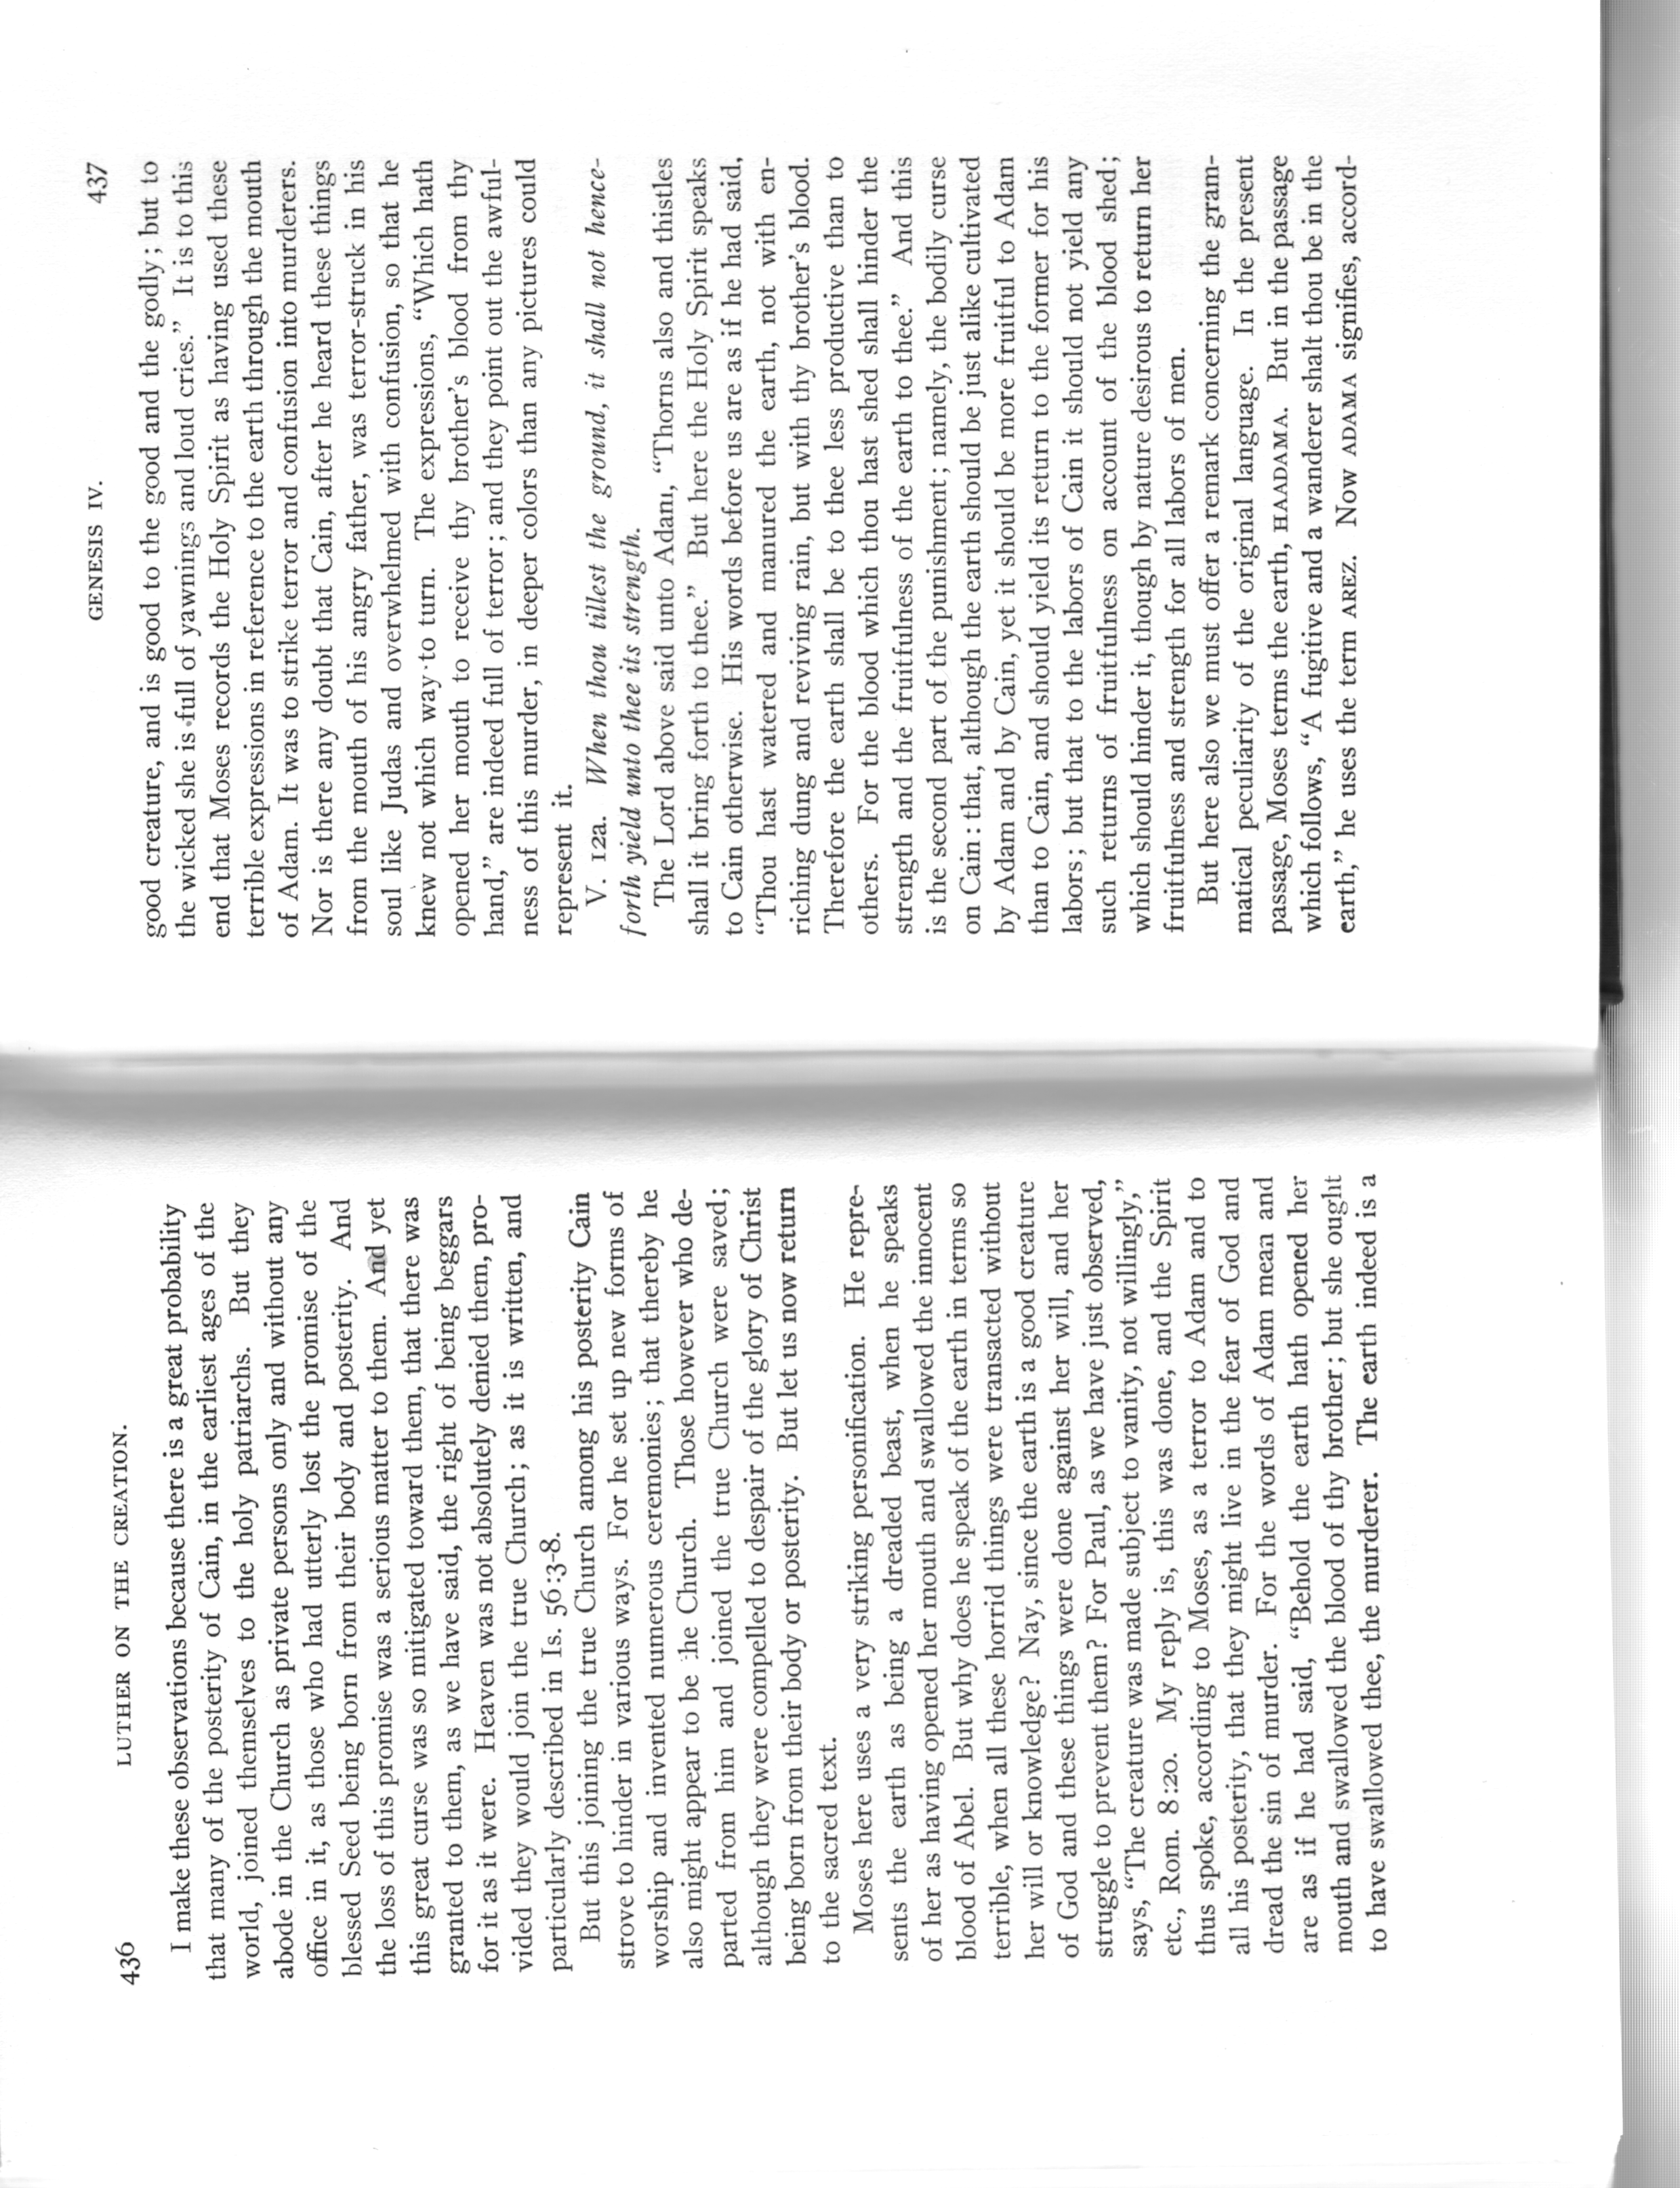 436
LUTHER ON THE CREATION.
I make these observations because there is a great probability
that many of the posterity of Cain, in the earliest ages of the
world, joined themselves to the holy patriarchs. But they
abode in the Church as private persons only and without any
office in it, as those who had utterly lost the promise of the
blessed Seed being born from their body and posterity. And
the loss of this promise was a serious matter to them. And yet
this great curse was so mitigated toward them, that there was
granted to them, as we have said, the right of being beggars
for it as it were. Heaven was not absolutely denied them, pro-
vided they would join the true Church; as it is written, and
particularly described in Is. 56:3-8.
But this joining the true Church among his posterity Cain
strove to hinder in various ways. For he set up new forms of
worship and invented numerous ceremonies; that thereby he
also might appear to be the Church. Those however who de-
parted from him and joined the true Church were saved;
although they were compelled to despair of the glory of Christ
being born from their body or posterity. But let us now return
to the sacred text.
Moses here uses a very striking personification. He repre-
sents the earth as being a dreaded beast, when he speaks
of her as having opened her mouth and swallowed the innocent
blood of Abel. But why does he speak of the earth in terms so
terrible, when all these horrid things were transacted without
her will or knowledge? Nay, since the earth is a good creature
of God and these things were done against her will, and her
struggle to prevent them? For Paul, as we have just observed,
says, “The creature was made subject to vanity, not willingly,”
etc., Rom. 8:20. My reply is, this was done, and the Spirit
thus spoke, according to Moses, as a terror to Adam and to
all his posterity, that they might live in the fear of God and
dread the sin of murder. For the words of Adam mean and
are as if he had said, “Behold the earth hath opened her
mouth and swallowed the blood of thy brother; but she ought
to have swallowed thee, the murderer. The earth indeed is a
GENESIS IV.
437
good creature, and is good to the good and the godly; but to
the wicked she is full of yawnings and loud cries.” It is to this
end that Moses records the Holy Spirit as having used these
terrible expressions in reference to the earth through the mouth
of Adam. It was to strike terror and confusion into murderers.
Nor is there any doubt that Cain, after he heard these things
from the mouth of his angry father, was terror-struck in his
soul like Judas and overwhelmed with confusion, so that he
knew not which way to turn. The expressions, “Which hath
opened her mouth to receive thy brother’s blood from thy
hand,” are indeed full of terror; and they point out the awful-
ness of this murder, in deeper colors than any pictures could
represent it.
V. 12a. When thou tillest the ground, it shall not hence-
forth yield unto thee its strength.
The Lord above said unto Adam, “Thorns also and thistles
shall it bring forth to thee.” But here the Holy Spirit speaks
to Cain otherwise. His words before us are as if he had said,
“Thou hast watered and manured the earth, not with en-
riching dung and reviving rain, but with thy brother’s blood.
Therefore the earth shall be to thee less productive than to
others. For the blood which thou hast shed shall hinder the
strength and the fruitfulness of the earth to thee.” And this
is the second part of the punishment; namely, the bodily curse
on Cain: that, although the earth should be just alike cultivated
by Adam and by Cain, yet it should be more fruitful to Adam
than to Cain, and should yield its return to the former for his
labors; but that to the labors of Cain it should not yield any
such returns of fruitfulness on account of the blood shed;
which should hinder it, though by nature desirous to return her
fruitfulness and strength for all labors of men.
But here also we must offer a remark concerning the gram-
matical peculiarity of the original language. In the present
passage, Moses terms the earth, HAADAMA. But in the passage
which follows, “A fugitive and a wanderer shalt thou be in the
earth,” he uses the term AREZ. Now ADAMA signifies, accord-